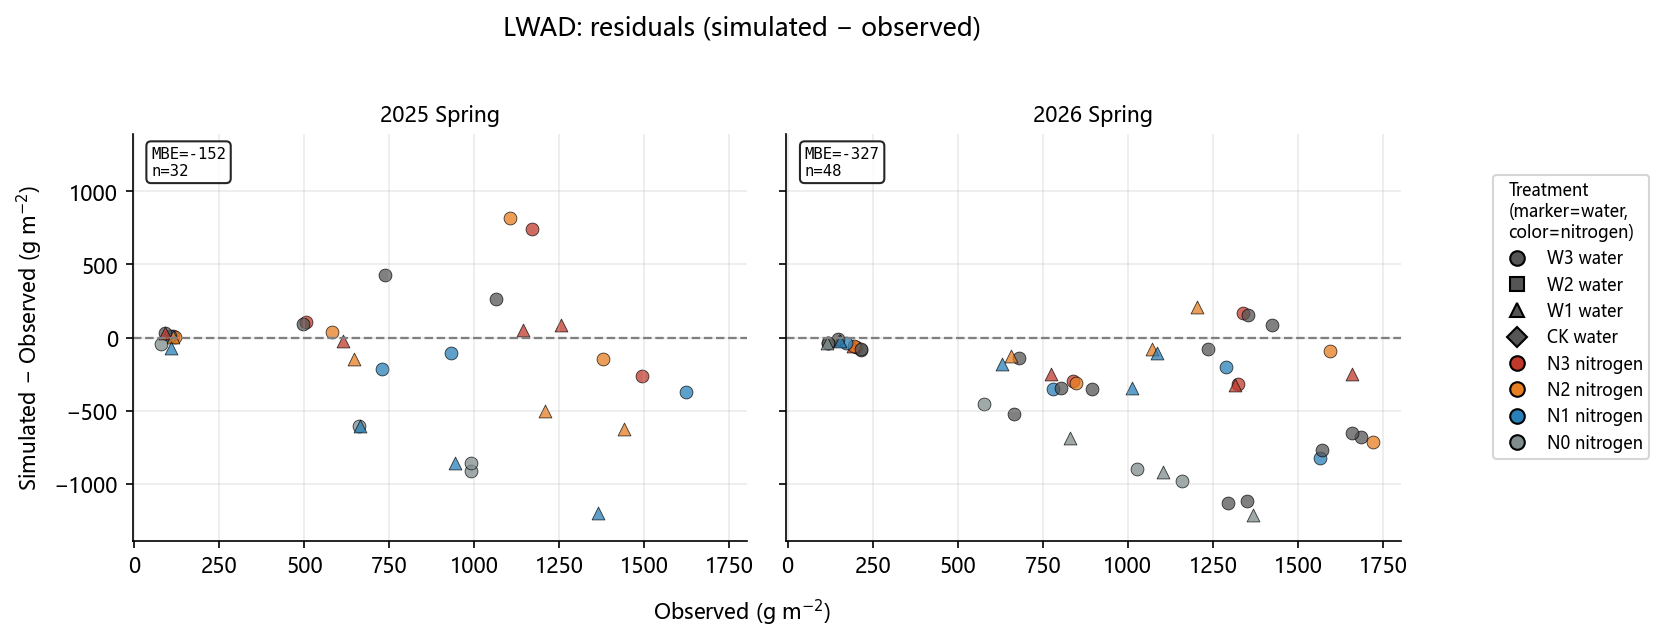 LWAD: residuals (simulated − observed)
2025 Spring
2026 Spring
MBE=-152
n=32
MBE=-327
n=48
Simulated − Observed (g m⁻²)
1000
500
0
−500
−1000
0 250 500 750 1000 1250 1500 1750
0 250 500 750 1000 1250 1500 1750
Observed (g m⁻²)
Treatment
(marker=water,
color=nitrogen)
W3 water
W2 water
W1 water
CK water
N3 nitrogen
N2 nitrogen
N1 nitrogen
N0 nitrogen